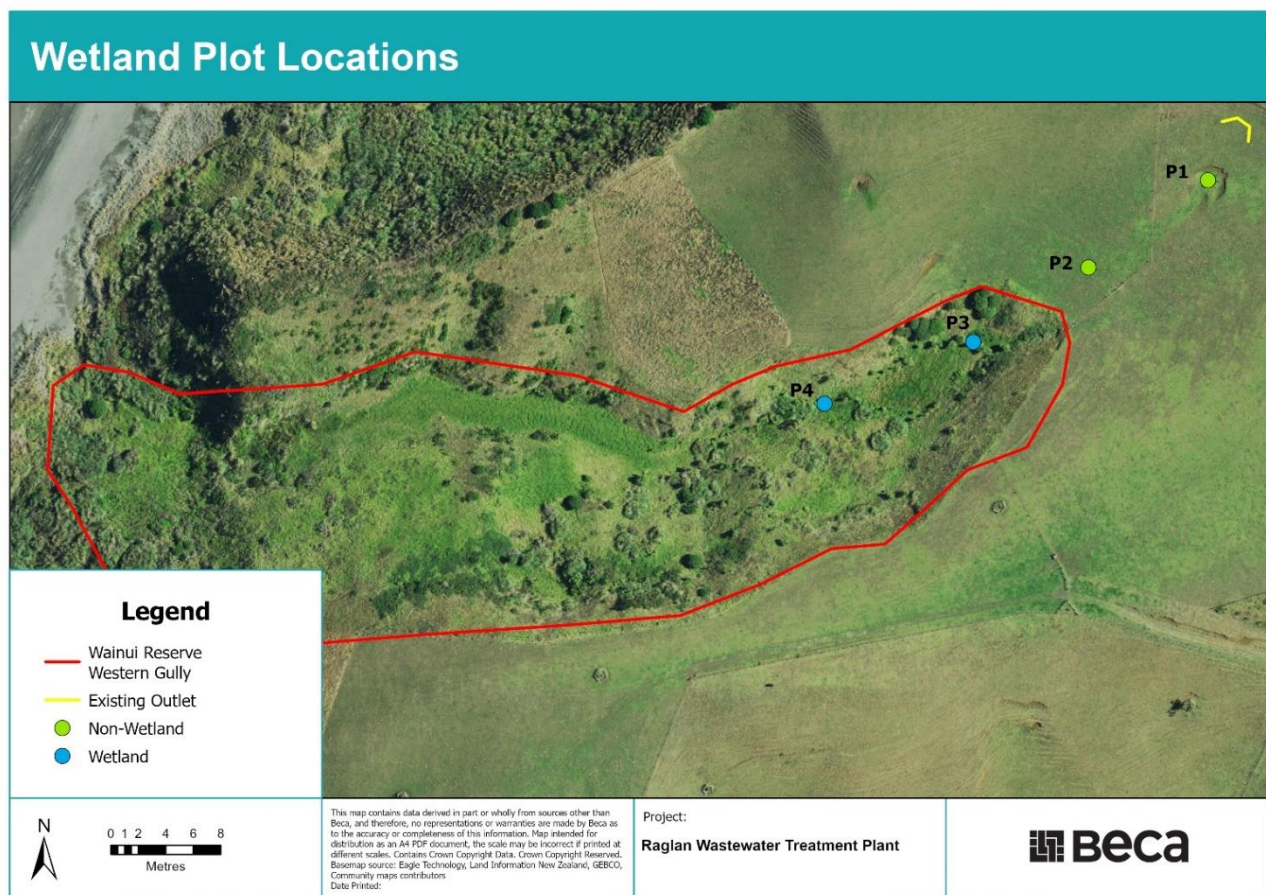 Wetland Plot Locations
P1
P2
P3
P4
Legend
Wainui Reserve
Western Gully
Existing Outlet
Non-Wetland
Wetland
N
0 1 2 4 6 8
Metres
This map contains data derived in part or wholly from sources other than
Beca, and therefore, no representations or warranties are made by Beca as
to the accuracy or completeness of this information. Map intended for
distribution as an A4 PDF document, the scale may be incorrect if printed at
different scales. Contains Crown Copyright Data. Crown Copyright Reserved.
Basemap source: Eagle Technology, Land Information New Zealand, GEBCO,
Community maps contributors
Date Printed:
Project:
Raglan Wastewater Treatment Plant
Beca